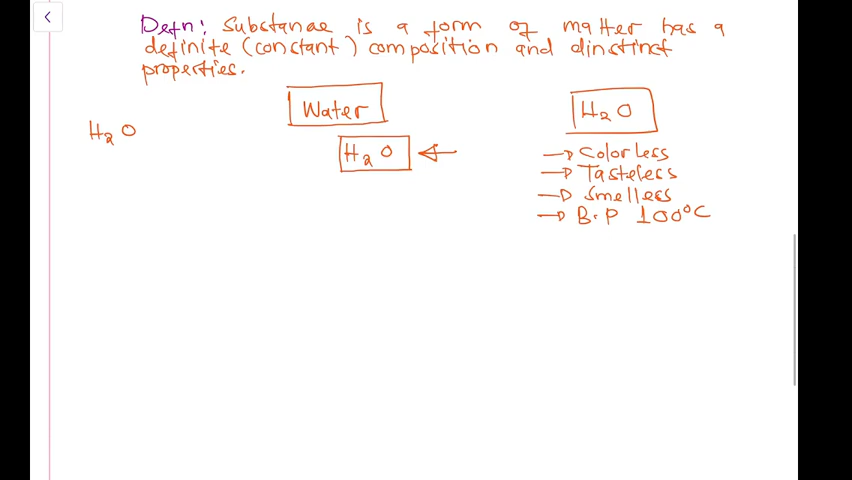 Defn: Substanae is a form of matter has a
definite (constant) composition and dinstinct
properties.
Water
H₂O
H₂O
H₂O
→ Colorless
→ Tasteless
→ Smelless
→ B.P 100°C